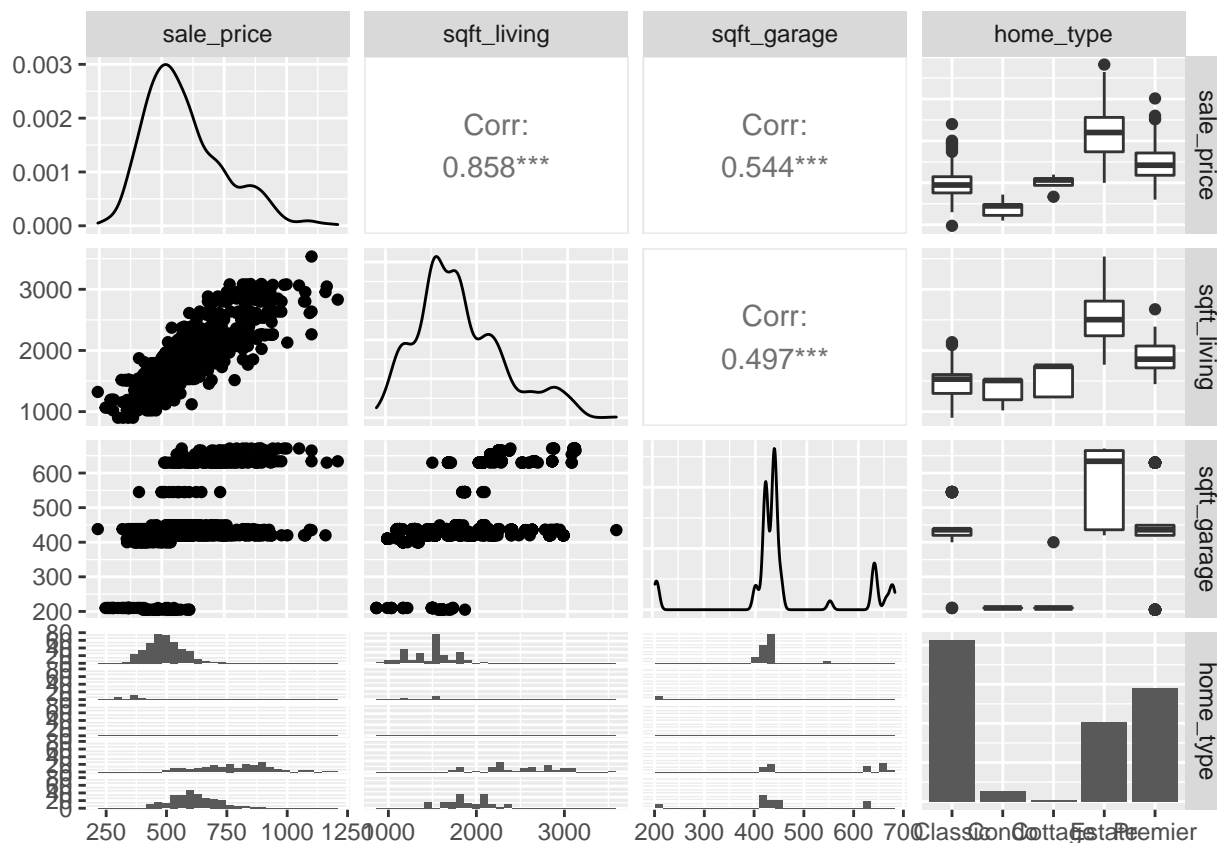 sale_price sqft_living sqft_garage home_type
0.003
0.002
0.001
0.000
Corr:
0.858***
Corr:
0.544***
sale_price
3000
2000
1000
Corr:
0.497***
sqft_living
600
500
400
300
200
sqft_garage
80
home_type
250 500 750 1000 1250
1000 2000 3000
200 300 400 500 600 700
Classic Condo Cottage Estate Premier